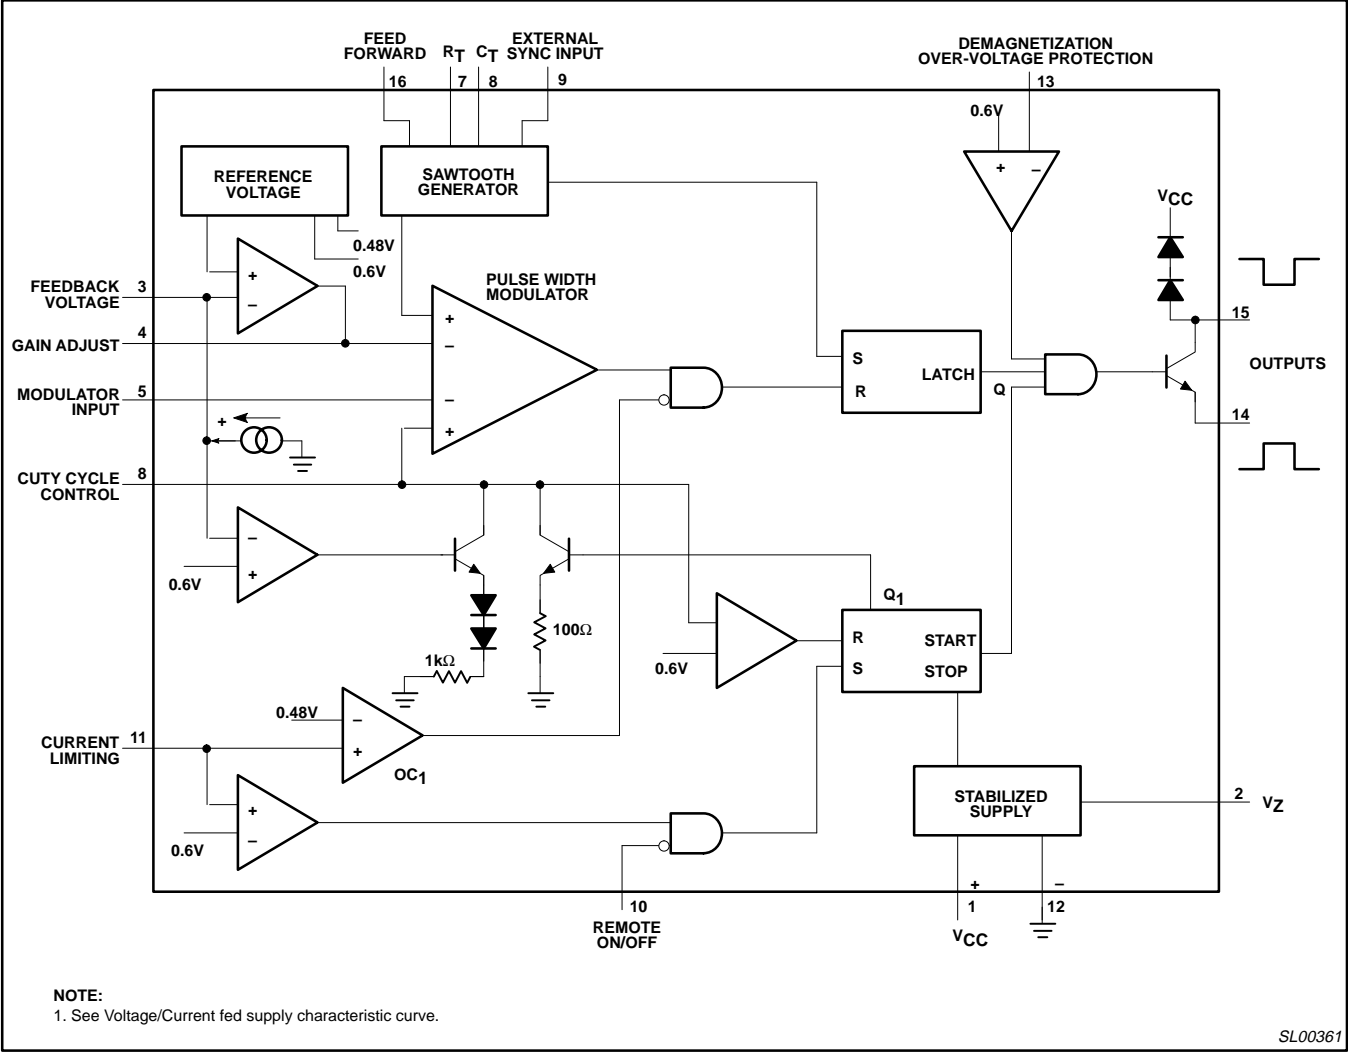 FEED
FORWARD
RT
CT
EXTERNAL
SYNC INPUT
DEMAGNETIZATION
OVER-VOLTAGE PROTECTION
16
7
8
9
13
0.6V
REFERENCE
VOLTAGE
SAWTOOTH
GENERATOR
+
–
VCC
0.48V
0.6V
FEEDBACK
VOLTAGE
3
+
–
PULSE WIDTH
MODULATOR
15
GAIN ADJUST
4
+
–
S
R
LATCH
Q
OUTPUTS
MODULATOR
INPUT
5
–
+
14
+
CUTY CYCLE
CONTROL
8
–
+
0.6V
Q1
100Ω
1kΩ
0.6V
R
S
START
STOP
0.48V
–
+
OC1
CURRENT
LIMITING
11
+
–
0.6V
STABILIZED
SUPPLY
2
VZ
+
–
10
REMOTE
ON/OFF
1
12
VCC
NOTE:
1. See Voltage/Current fed supply characteristic curve.
SL00361